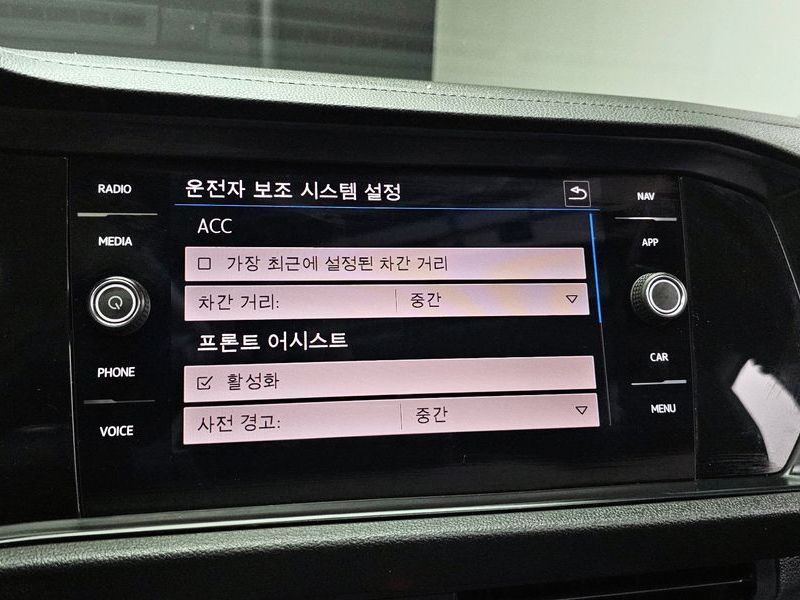 RADIO
MEDIA
PHONE
VOICE
운전자 보조 시스템 설정
ACC
가장 최근에 설정된 차간 거리
차간 거리: 중간
프론트 어시스트
활성화
사전 경고: 중간
NAV
APP
CAR
MENU